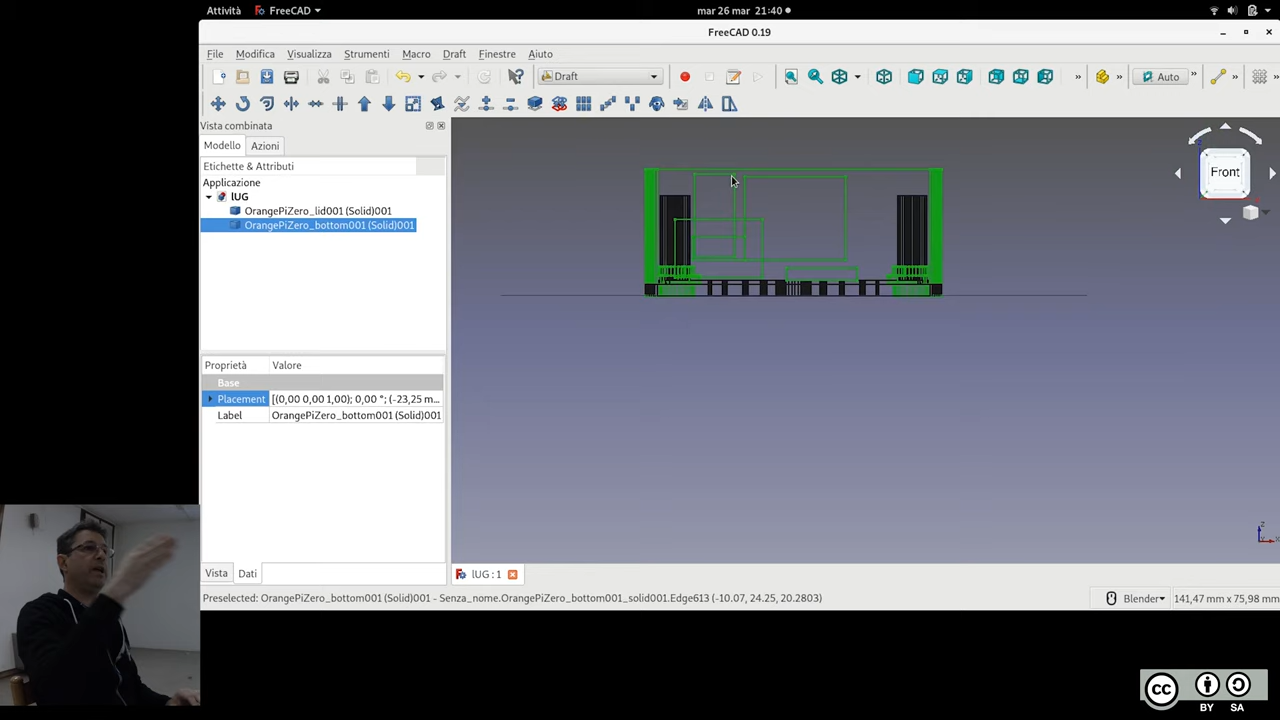 Attività FreeCAD mar 26 mar 21:40
FreeCAD 0.19
File Modifica Visualizza Strumenti Macro Draft Finestre Aiuto
Draft » Auto » »
Vista combinata
Modello Azioni
Etichette & Attributi
Applicazione
lUG
OrangePiZero_lid001 (Solid)001
OrangePiZero_bottom001 (Solid)001
Front
Z
X
Proprietà Valore
Base
Placement [(0,00 0,00 1,00); 0,00 °; (-23,25 m...
Label OrangePiZero_bottom001 (Solid)001
Vista Dati
lUG : 1
Preselected: OrangePiZero_bottom001 (Solid)001 - Senza_nome.OrangePiZero_bottom001_solid001.Edge613 (-10.07, 24.25, 20.2803) Blender 141,47 mm x 75,98 mm
CC
BY SA